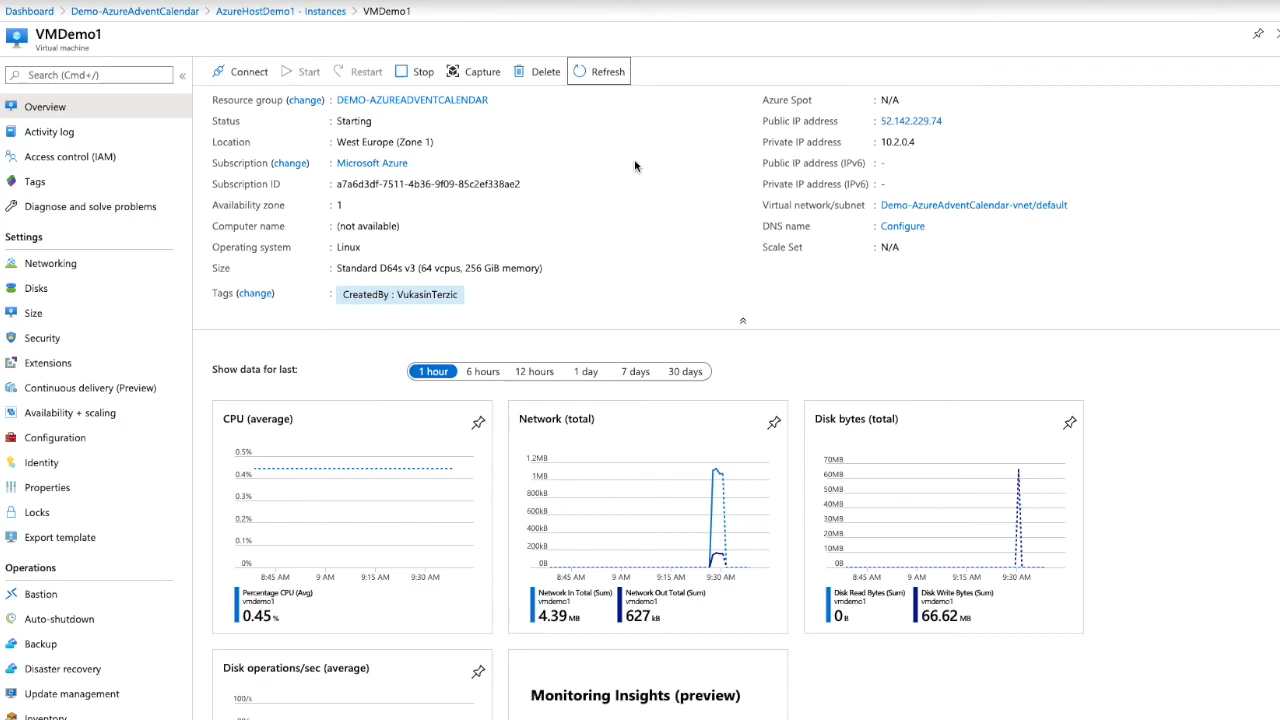 Dashboard > Demo-AzureAdventCalendar > AzureHostDemo1 - Instances > VMDemo1
VMDemo1
Virtual machine
Search (Cmd+/)
«
Connect Start Restart Stop Capture Delete Refresh
Overview
Activity log
Access control (IAM)
Tags
Diagnose and solve problems
Settings
Networking
Disks
Size
Security
Extensions
Continuous delivery (Preview)
Availability + scaling
Configuration
Identity
Properties
Locks
Export template
Operations
Bastion
Auto-shutdown
Backup
Disaster recovery
Update management
Inventory
Resource group (change) : DEMO-AZUREADVENTCALENDAR
Status : Starting
Location : West Europe (Zone 1)
Subscription (change) : Microsoft Azure
Subscription ID : a7a6d3df-7511-4b36-9f09-85c2ef338ae2
Availability zone : 1
Computer name : (not available)
Operating system : Linux
Size : Standard D64s v3 (64 vcpus, 256 GiB memory)
Tags (change) : CreatedBy : VukasinTerzic
Azure Spot : N/A
Public IP address : 52.142.229.74
Private IP address : 10.2.0.4
Public IP address (IPv6) : -
Private IP address (IPv6) : -
Virtual network/subnet : Demo-AzureAdventCalendar-vnet/default
DNS name : Configure
Scale Set : N/A
Show data for last: 1 hour 6 hours 12 hours 1 day 7 days 30 days
CPU (average)
0.5%
0.4%
0.3%
0.2%
0.1%
0%
8:45 AM 9 AM 9:15 AM 9:30 AM
Percentage CPU (Avg)
vmdemo1
0.45 %
Network (total)
1.2MB
1MB
800kB
600kB
400kB
200kB
0B
8:45 AM 9 AM 9:15 AM 9:30 AM
Network In Total (Sum)
vmdemo1
4.39 MB
Network Out Total (Sum)
vmdemo1
627 kB
Disk bytes (total)
70MB
60MB
50MB
40MB
30MB
20MB
10MB
0B
8:45 AM 9 AM 9:15 AM 9:30 AM
Disk Read Bytes (Sum)
vmdemo1
0 B
Disk Write Bytes (Sum)
vmdemo1
66.62 MB
Disk operations/sec (average)
100/s
Monitoring Insights (preview)